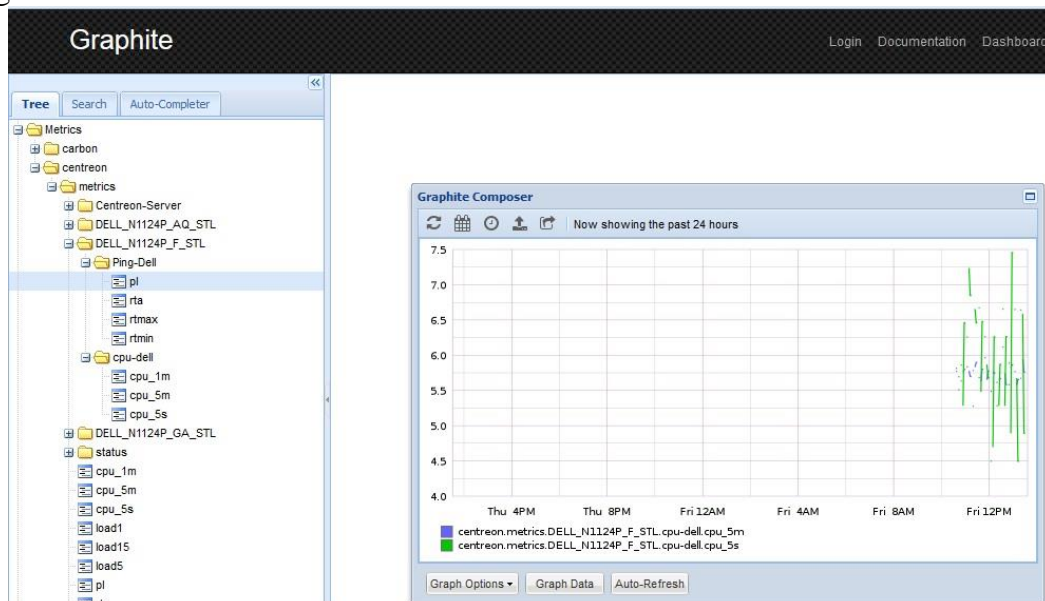 Graphite
Login Documentation Dashboard
Tree Search Auto-Completer
Metrics
carbon
centreon
metrics
Centreon-Server
DELL_N1124P_AQ_STL
DELL_N1124P_F_STL
Ping-Dell
pl
rta
rtmax
rtmin
cpu-dell
cpu_1m
cpu_5m
cpu_5s
DELL_N1124P_GA_STL
status
cpu_1m
cpu_5m
cpu_5s
load1
load15
load5
pl
Graphite Composer
Now showing the past 24 hours
7.5
7.0
6.5
6.0
5.5
5.0
4.5
4.0
Thu 4PM Thu 8PM Fri 12AM Fri 4AM Fri 8AM Fri 12PM
centreon.metrics.DELL_N1124P_F_STL.cpu-dell.cpu_5m
centreon.metrics.DELL_N1124P_F_STL.cpu-dell.cpu_5s
Graph Options Graph Data Auto-Refresh